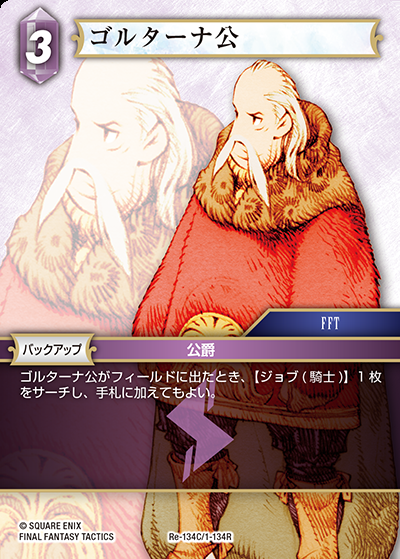 3
ゴルターナ公
FFT
バックアップ
公爵
ゴルターナ公がフィールドに出たとき、【ジョブ(騎士)】1枚
をサーチし、手札に加えてもよい。
© SQUARE ENIX
FINAL FANTASY TACTICS
Re-134C/1-134R